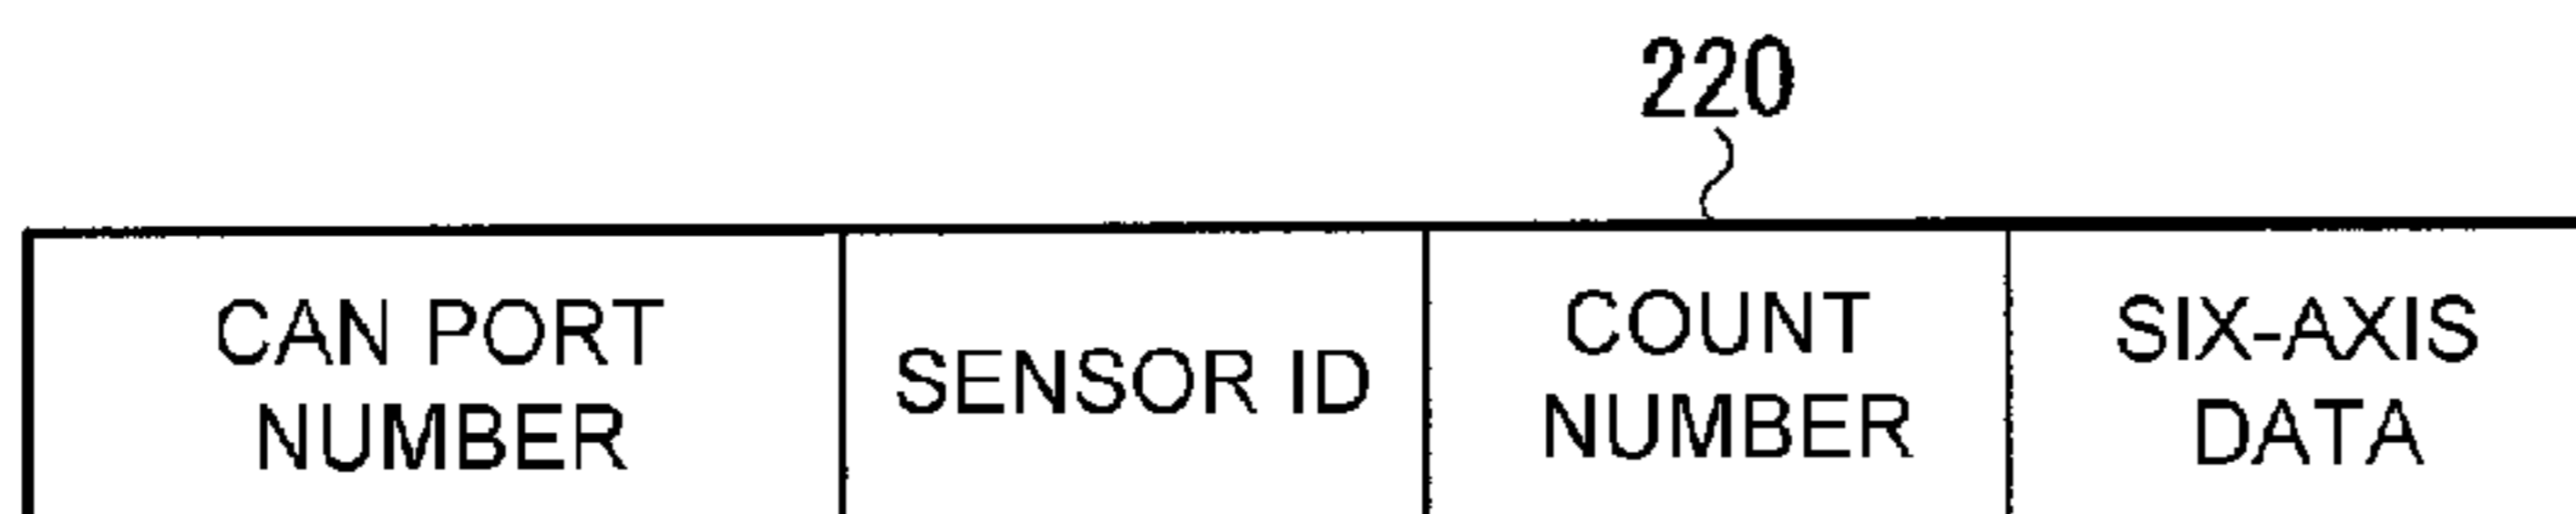 220
CAN PORT
NUMBER
SENSOR ID
COUNT
NUMBER
SIX-AXIS
DATA